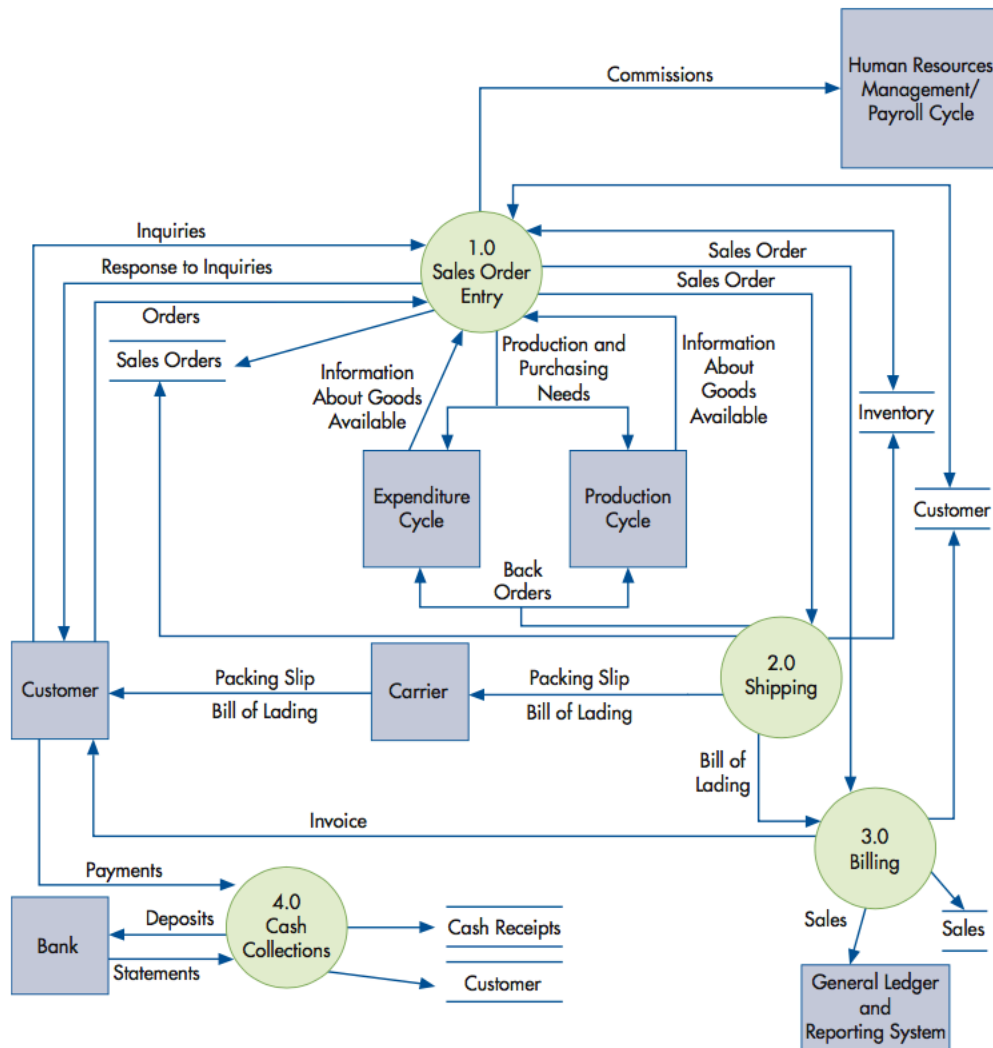 Commissions
Human Resources
Management/
Payroll Cycle
Inquiries
1.0
Sales Order
Entry
Sales Order
Response to Inquiries
Sales Order
Orders
Sales Orders
Information
About Goods
Available
Production and
Purchasing
Needs
Information
About
Goods
Available
Inventory
Expenditure
Cycle
Production
Cycle
Customer
Back
Orders
Customer
Packing Slip
Bill of Lading
Carrier
Packing Slip
Bill of Lading
2.0
Shipping
Bill of
Lading
Invoice
3.0
Billing
Payments
Bank
Deposits
Statements
4.0
Cash
Collections
Cash Receipts
Customer
Sales
Sales
General Ledger
and
Reporting System